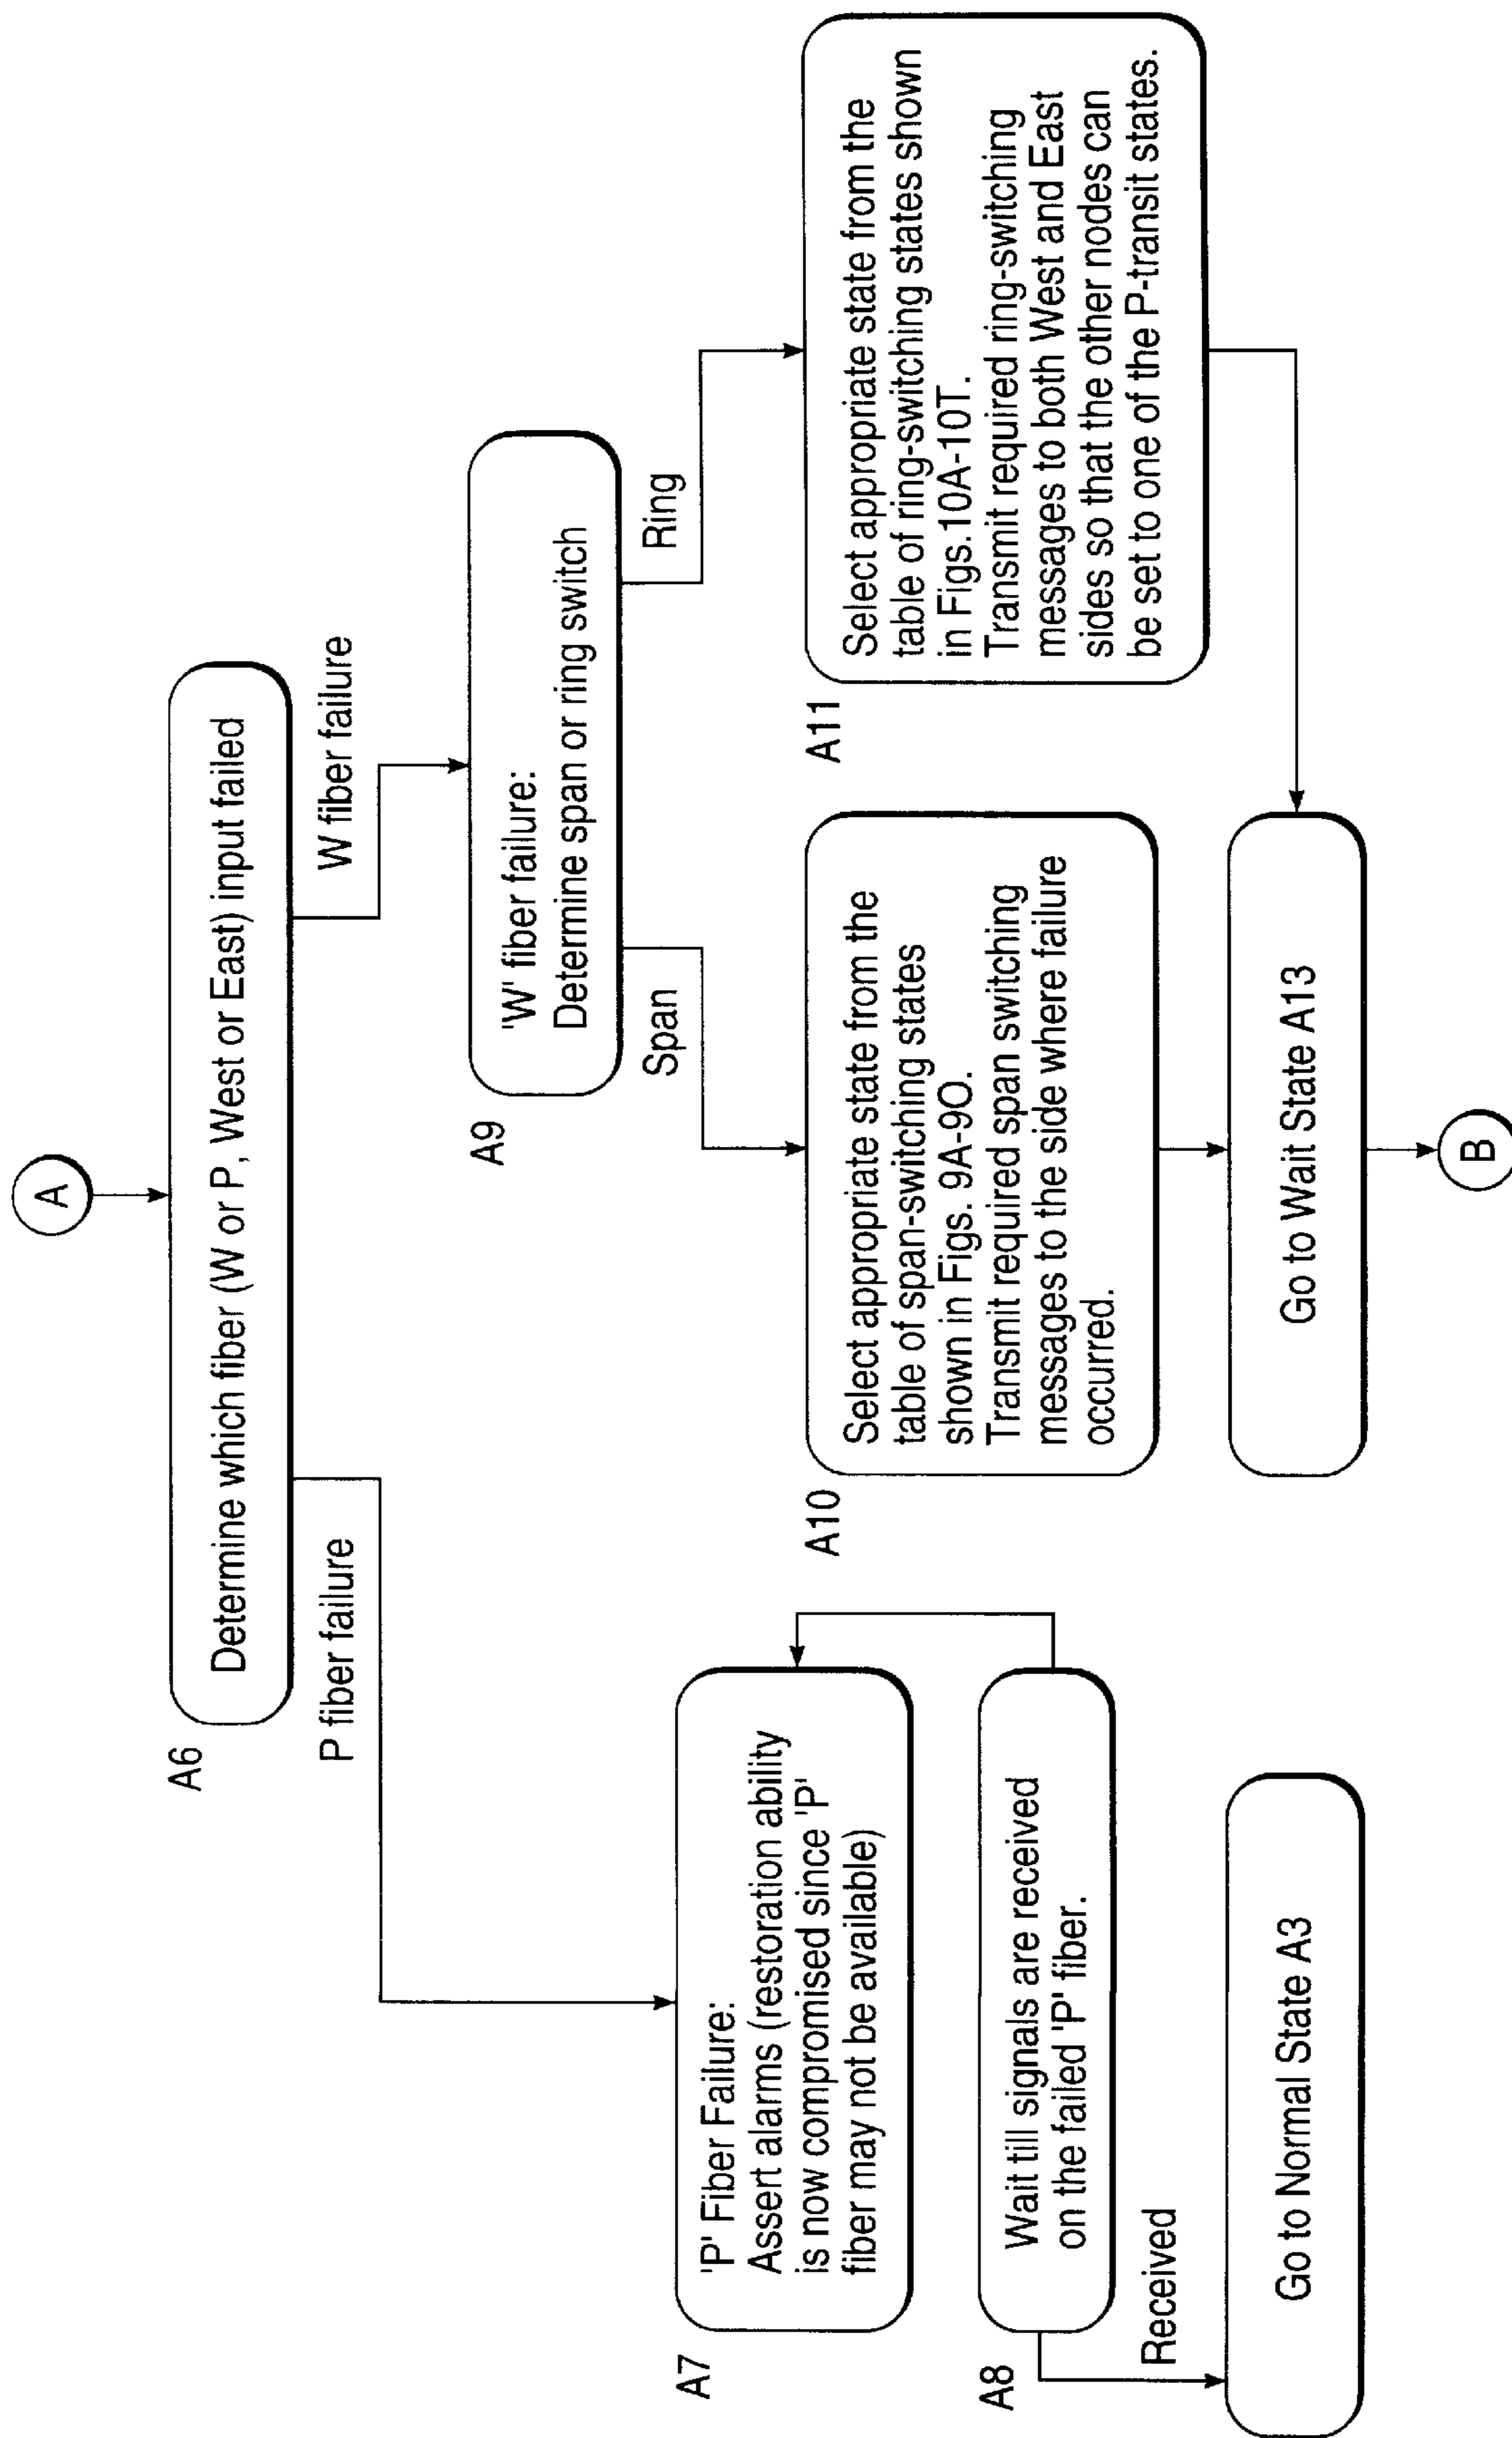 A
A6
Determine which fiber (W or P, West or East) input failed
P fiber failure
W fiber failure
A7
'P' Fiber Failure:
Assert alarms (restoration ability
is now compromised since 'P'
fiber may not be available)
A8
Wait till signals are received
on the failed 'P' fiber.
Received
Go to Normal State A3
A9
'W' fiber failure:
Determine span or ring switch
Span
Ring
A10
Select appropriate state from the
table of span-switching states
shown in Figs. 9A-9O.
Transmit required span switching
messages to the side where failure
occurred.
A11
Select appropriate state from the
table of ring-switching states shown
in Figs.10A-10T.
Transmit required ring-switching
messages to both West and East
sides so that the other nodes can
be set to one of the P-transit states.
Go to Wait State A13
B